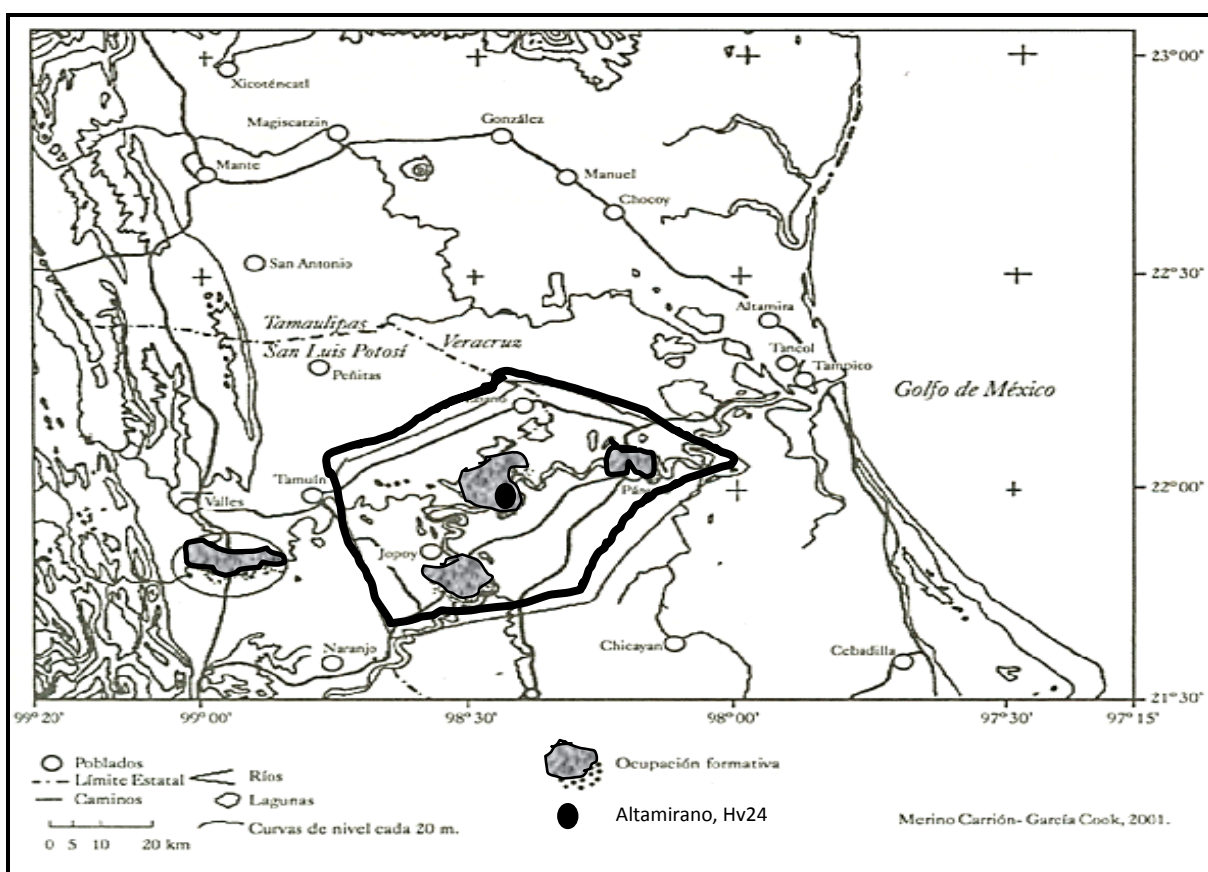 23°00'
Xicoténcatl
Magiscatzin
González
Mante
Manuel
Chocoy
San Antonio
22°30'
Altamira
Tamaulipas
Veracruz
San Luis Potosí
Tancol
Peñitas
Tampico
Golfo de México
Tamuín
Valles
22°00'
Jopoy
Naranjo
Chicayan
Cebadilla
21°30'
99°20' 99°00' 98°30' 98°00' 97°30' 97°15'
Poblados
Límite Estatal
Caminos
Ríos
Lagunas
Curvas de nivel cada 20 m.
0 5 10 20 km
Ocupación formativa
Altamirano, Hv24
Merino Carrión- García Cook, 2001.